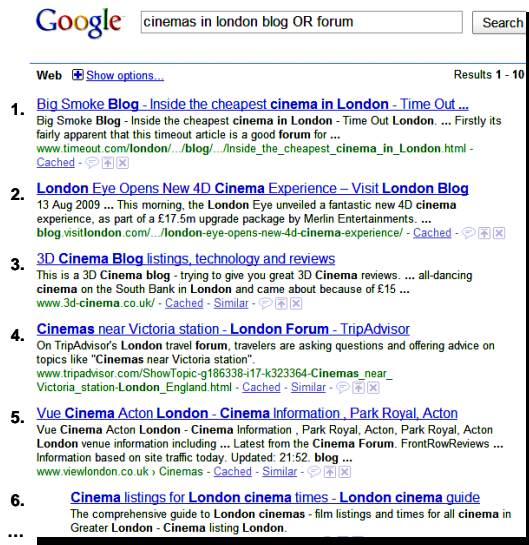 Google
cinemas in london blog OR forum
Search
Web Show options...
Results 1 - 10
1. Big Smoke Blog - Inside the cheapest cinema in London - Time Out ...
Big Smoke Blog - Inside the cheapest cinema in London - Time Out London. ... Firstly its
fairly apparent that this timeout article is a good forum for ...
www.timeout.com/london/.../blog/.../Inside_the_cheapest_cinema_in_London.html -
Cached -
2. London Eye Opens New 4D Cinema Experience – Visit London Blog
13 Aug 2009 ... This morning, the London Eye unveiled a fantastic new 4D cinema
experience, as part of a £17.5m upgrade package by Merlin Entertainments. ...
blog.visitlondon.com/.../london-eye-opens-new-4d-cinema-experience/ - Cached -
3. 3D Cinema Blog listings, technology and reviews
This is a 3D Cinema blog - trying to give you great 3D Cinema reviews. ... all-dancing
cinema on the South Bank in London and came about because of £15 ...
www.3d-cinema.co.uk/ - Cached - Similar -
4. Cinemas near Victoria station - London Forum - TripAdvisor
On TripAdvisor's London travel forum, travelers are asking questions and offering advice on
topics like "Cinemas near Victoria station".
www.tripadvisor.com/ShowTopic-g186338-i17-k323364-Cinemas_near_
Victoria_station-London_England.html - Cached - Similar -
5. Vue Cinema Acton London - Cinema Information , Park Royal, Acton
Vue Cinema Acton London - Cinema Information , Park Royal, Acton, Park Royal, Acton
London venue information including ... Latest from the Cinema Forum. FrontRowReviews ...
Information based on site traffic today. Updated: 21:52. blog ...
www.viewlondon.co.uk › Cinemas - Cached - Similar -
6. Cinema listings for London cinema times - London cinema guide
The comprehensive guide to London cinemas - film listings and times for all cinema in
Greater London - Cinema listing London.
...